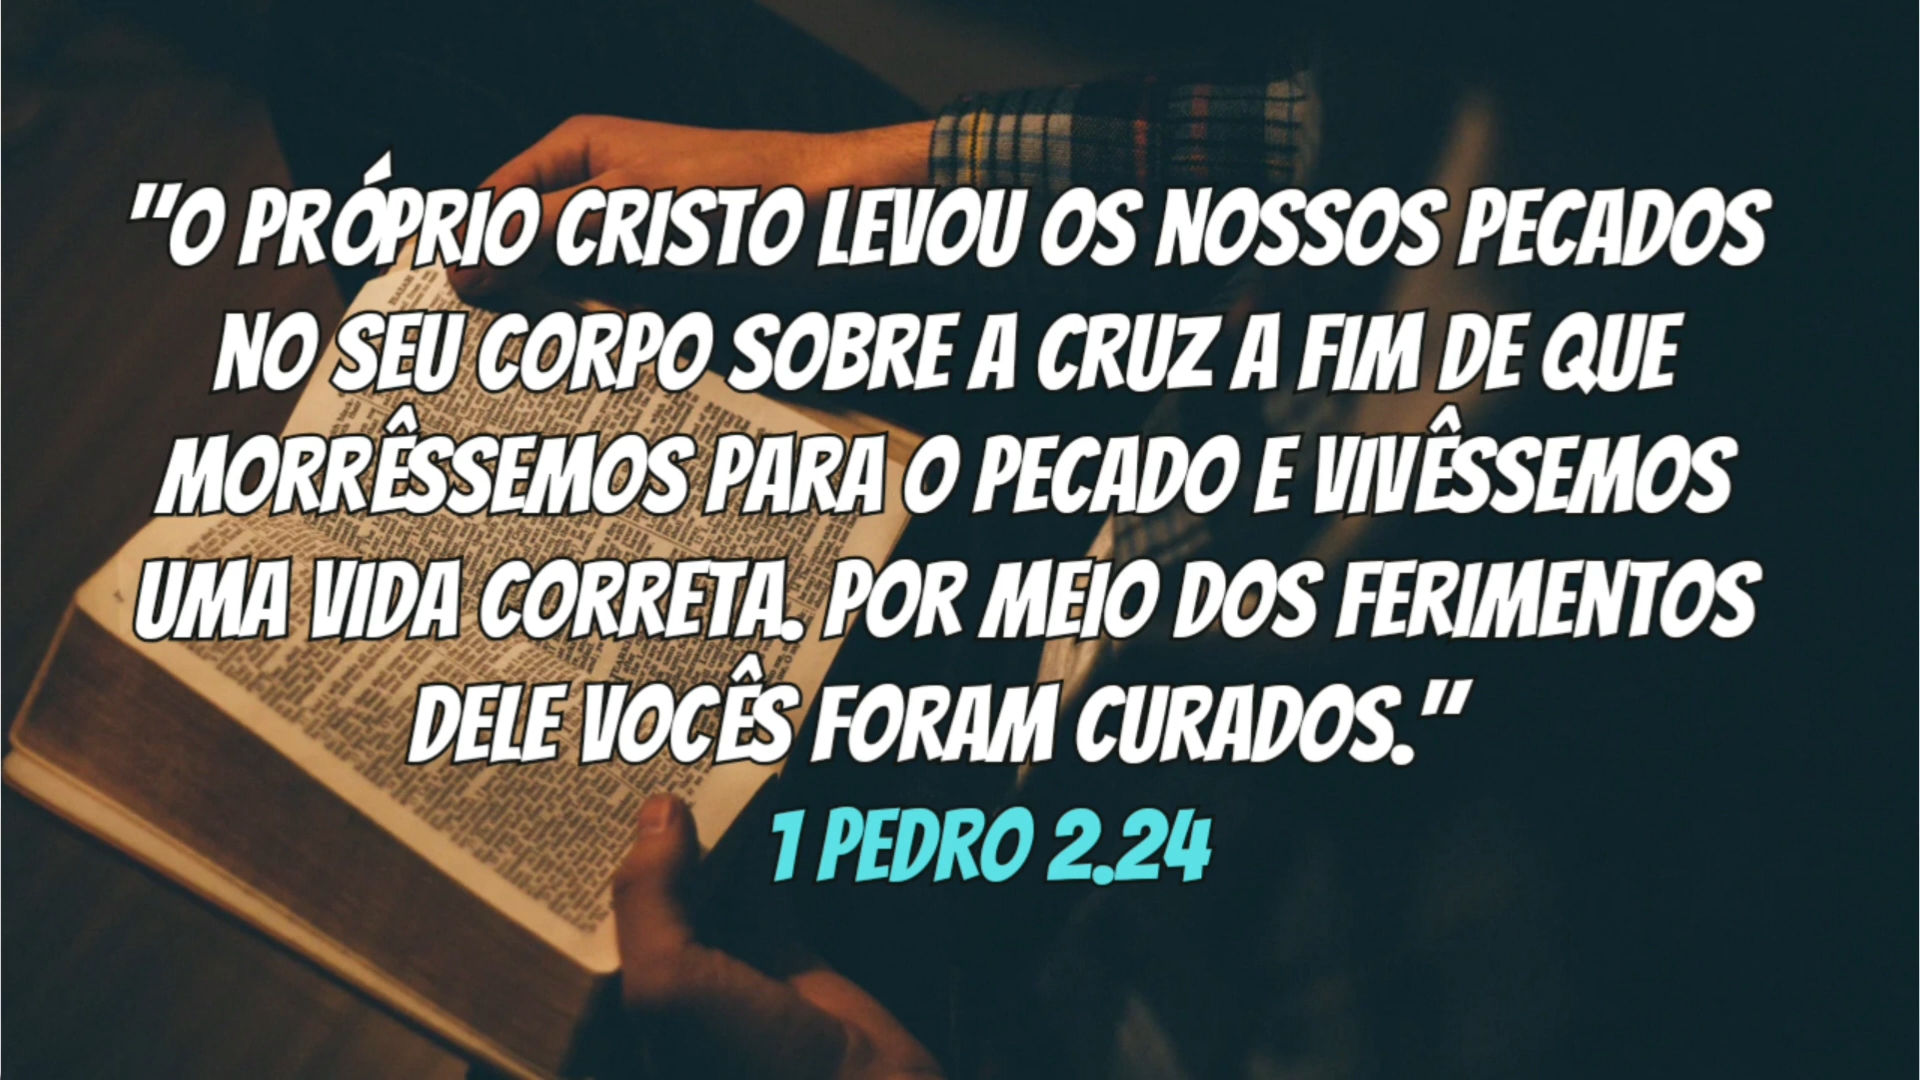 "O PRÓPRIO CRISTO LEVOU OS NOSSOS PECADOS
NO SEU CORPO SOBRE A CRUZ A FIM DE QUE
MORRÊSSEMOS PARA O PECADO E VIVÊSSEMOS
UMA VIDA CORRETA. POR MEIO DOS FERIMENTOS
DELE VOCÊS FORAM CURADOS."
1 PEDRO 2.24